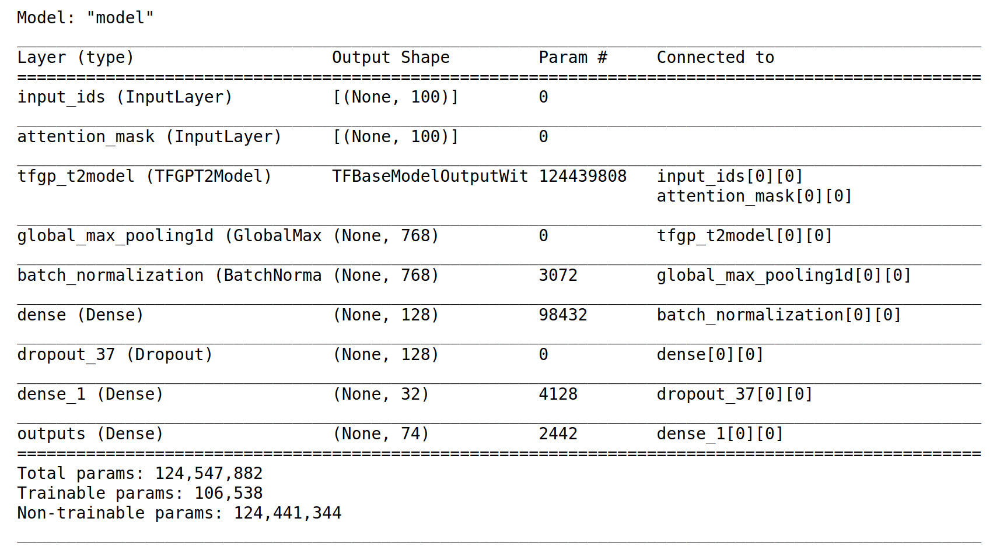 Model: "model"
__________________________________________________________________________________________________
Layer (type)                    Output Shape         Param #     Connected to
==================================================================================================
input_ids (InputLayer)          [(None, 100)]        0
__________________________________________________________________________________________________
attention_mask (InputLayer)     [(None, 100)]        0
__________________________________________________________________________________________________
tfgp_t2model (TFGPT2Model)      TFBaseModelOutputWit 124439808   input_ids[0][0]
                                                                 attention_mask[0][0]
__________________________________________________________________________________________________
global_max_pooling1d (GlobalMax (None, 768)          0           tfgp_t2model[0][0]
__________________________________________________________________________________________________
batch_normalization (BatchNorma (None, 768)          3072        global_max_pooling1d[0][0]
__________________________________________________________________________________________________
dense (Dense)                   (None, 128)          98432       batch_normalization[0][0]
__________________________________________________________________________________________________
dropout_37 (Dropout)            (None, 128)          0           dense[0][0]
__________________________________________________________________________________________________
dense_1 (Dense)                 (None, 32)           4128        dropout_37[0][0]
__________________________________________________________________________________________________
outputs (Dense)                 (None, 74)           2442        dense_1[0][0]
==================================================================================================
Total params: 124,547,882
Trainable params: 106,538
Non-trainable params: 124,441,344
__________________________________________________________________________________________________